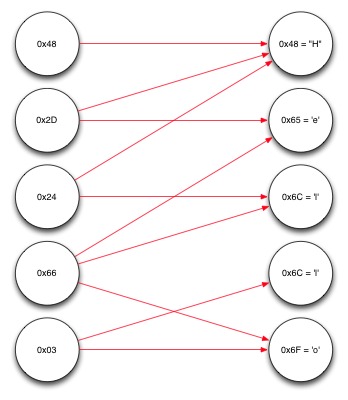 0x48
0x48 = "H"
0x2D
0x65 = 'e'
0x24
0x6C = 'l'
0x66
0x6C = 'l'
0x03
0x6F = 'o'